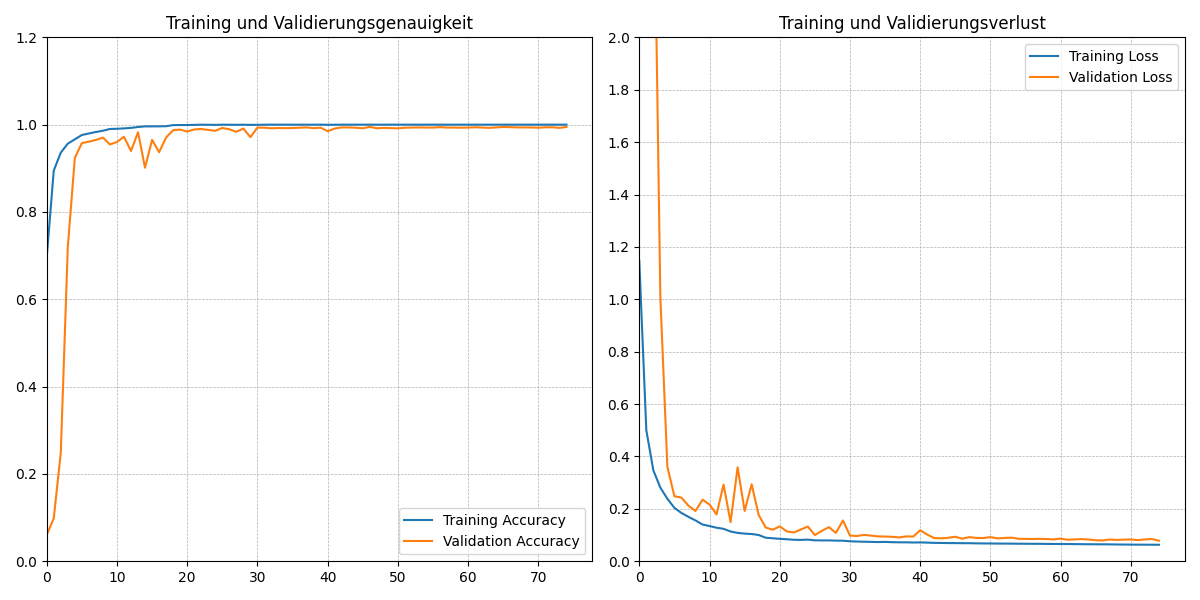 Training und Validierungsgenauigkeit
1.2
1.0
0.8
0.6
0.4
0.2
0.0
0 10 20 30 40 50 60 70
Training Accuracy
Validation Accuracy
Training und Validierungsverlust
2.0
1.8
1.6
1.4
1.2
1.0
0.8
0.6
0.4
0.2
0.0
0 10 20 30 40 50 60 70
Training Loss
Validation Loss